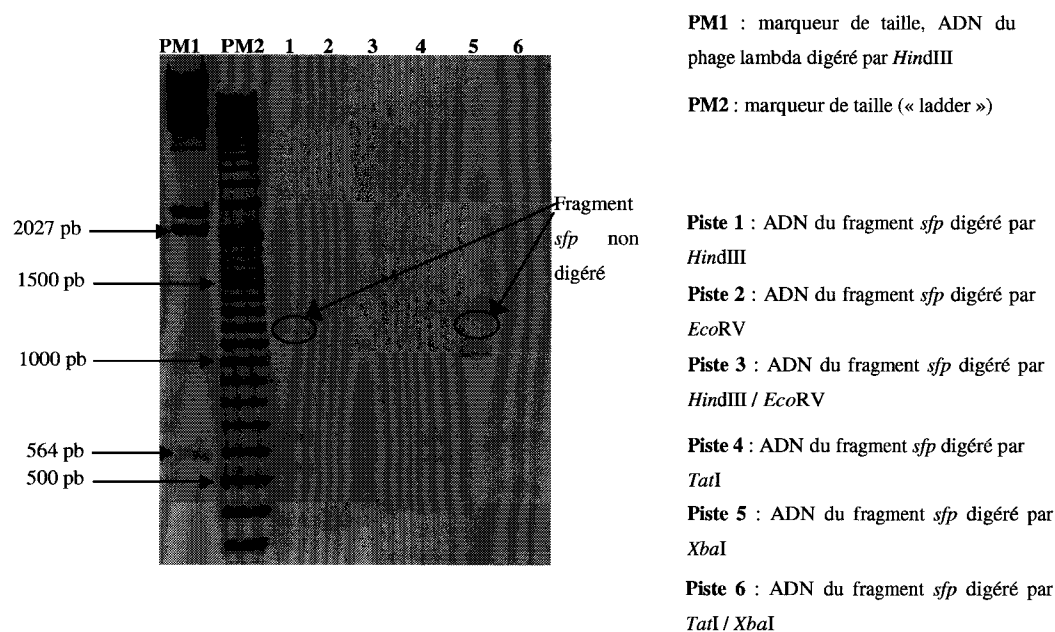 PM1 PM2 1 2 3 4 5 6
2027 pb
1500 pb
1000 pb
564 pb
500 pb
Fragment
sfp non
digéré
PM1 : marqueur de taille, ADN du
phage lambda digéré par HindIII
PM2 : marqueur de taille (« ladder »)
Piste 1 : ADN du fragment sfp digéré par
HindIII
Piste 2 : ADN du fragment sfp digéré par
EcoRV
Piste 3 : ADN du fragment sfp digéré par
HindIII / EcoRV
Piste 4 : ADN du fragment sfp digéré par
TatI
Piste 5 : ADN du fragment sfp digéré par
XbaI
Piste 6 : ADN du fragment sfp digéré par
TatI / XbaI